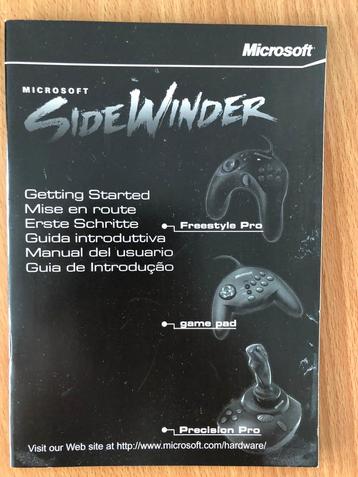 Microsoft
MICROSOFT
SIDEWINDER
Getting Started
Mise en route
Erste Schritte
Guida introduttiva
Manual del usuario
Guia de Introdução
Freestyle Pro
game pad
Precision Pro
Visit our Web site at http://www.microsoft.com/hardware/